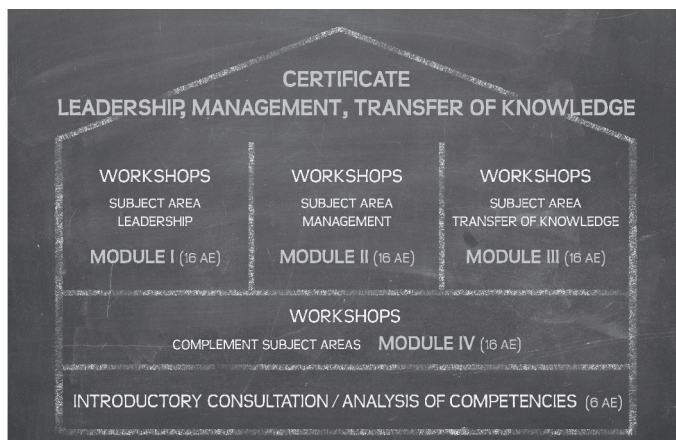 CERTIFICATE
LEADERSHIP, MANAGEMENT, TRANSFER OF KNOWLEDGE
WORKSHOPS
SUBJECT AREA
LEADERSHIP
MODULE I (16 AE)
WORKSHOPS
SUBJECT AREA
MANAGEMENT
MODULE II (16 AE)
WORKSHOPS
SUBJECT AREA
TRANSFER OF KNOWLEDGE
MODULE III (16 AE)
WORKSHOPS
COMPLEMENT SUBJECT AREAS MODULE IV (16 AE)
INTRODUCTORY CONSULTATION / ANALYSIS OF COMPETENCIES (6 AE)